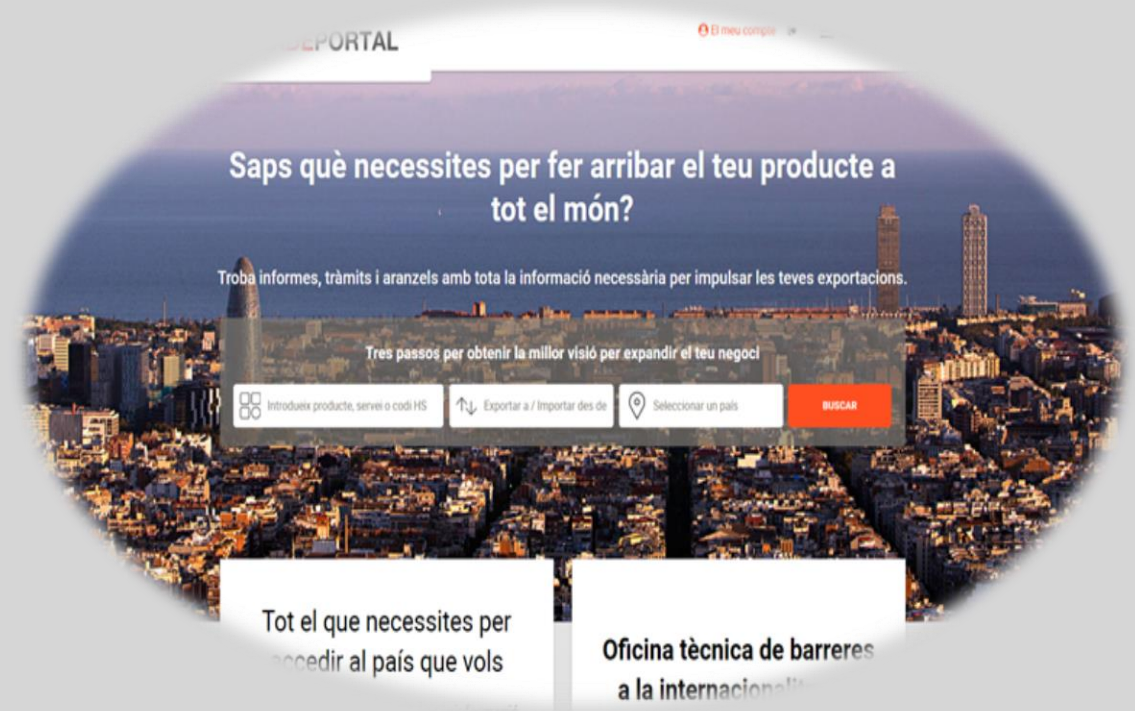 PORTAL
El meu compte
Saps què necessites per fer arribar el teu producte a
tot el món?
Troba informes, tràmits i aranzels amb tota la informació necessària per impulsar les teves exportacions.
Tres passos per obtenir la millor visió per expandir el teu negoci
Introdueix producte, servei o codi HS
Exportar a / Importar des de
Seleccionar un país
BUSCAR
Tot el que necessites per
accedir al país que vols
Oficina tècnica de barreres
a la